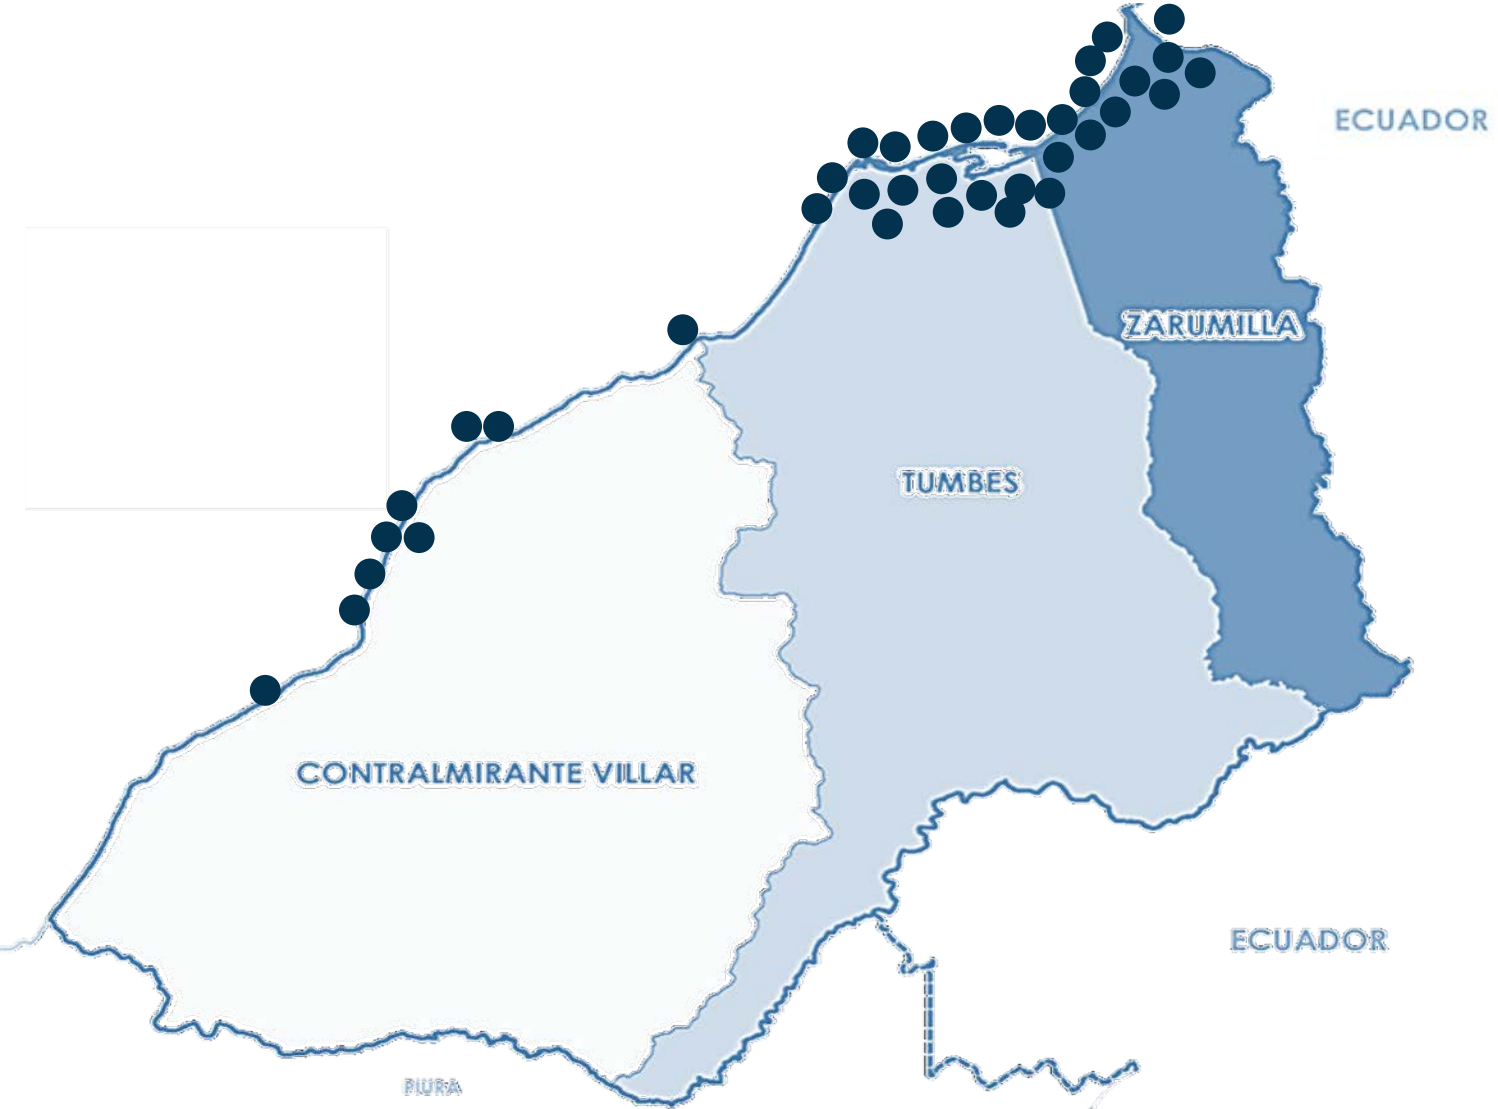 ECUADOR
ZARUMILLA
TUMBES
CONTRALMIRANTE VILLAR
ECUADOR
PIURA